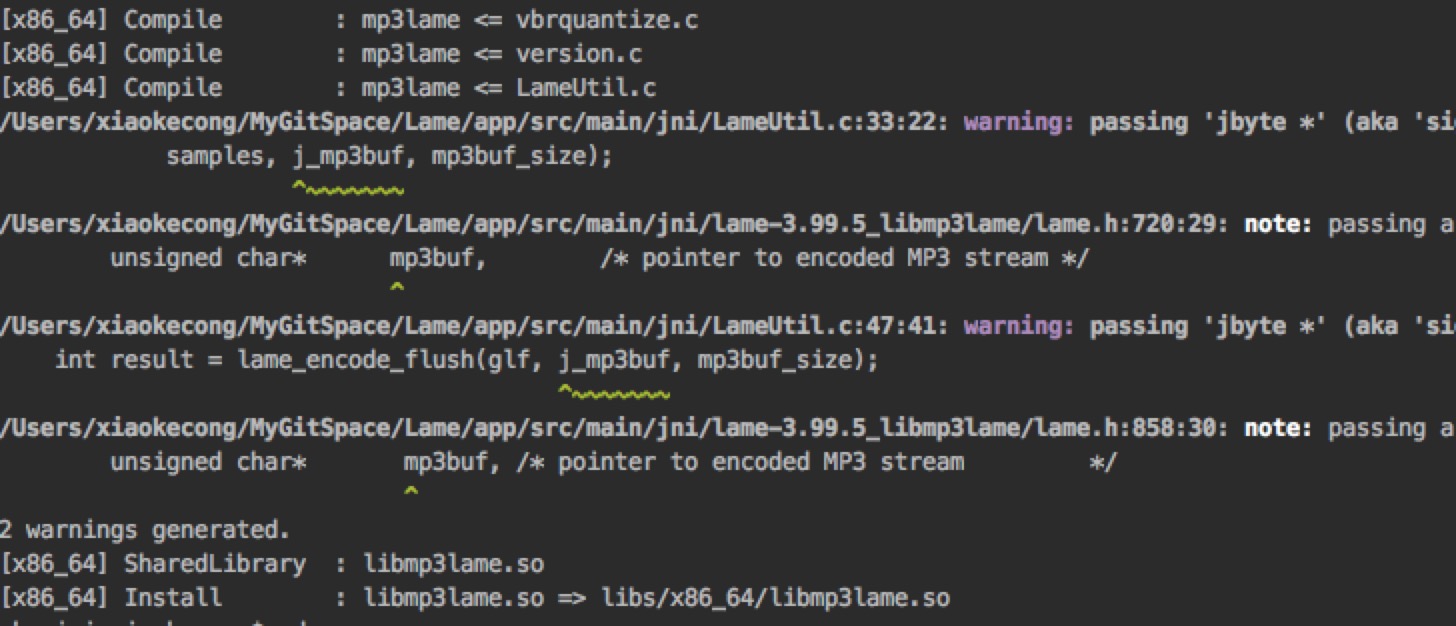 [x86_64] Compile        : mp3lame <= vbrquantize.c
[x86_64] Compile        : mp3lame <= version.c
[x86_64] Compile        : mp3lame <= LameUtil.c
/Users/xiaokecong/MyGitSpace/Lame/app/src/main/jni/LameUtil.c:33:22: warning: passing 'jbyte *' (aka 'si
            samples, j_mp3buf, mp3buf_size);
                     ^~~~~~~~
/Users/xiaokecong/MyGitSpace/Lame/app/src/main/jni/lame-3.99.5_libmp3lame/lame.h:720:29: note: passing a
        unsigned char*      mp3buf,        /* pointer to encoded MP3 stream */
                            ^
/Users/xiaokecong/MyGitSpace/Lame/app/src/main/jni/LameUtil.c:47:41: warning: passing 'jbyte *' (aka 'si
    int result = lame_encode_flush(glf, j_mp3buf, mp3buf_size);
                                        ^~~~~~~~
/Users/xiaokecong/MyGitSpace/Lame/app/src/main/jni/lame-3.99.5_libmp3lame/lame.h:858:30: note: passing a
        unsigned char*       mp3buf, /* pointer to encoded MP3 stream         */
                             ^
2 warnings generated.
[x86_64] SharedLibrary  : libmp3lame.so
[x86_64] Install        : libmp3lame.so => libs/x86_64/libmp3lame.so